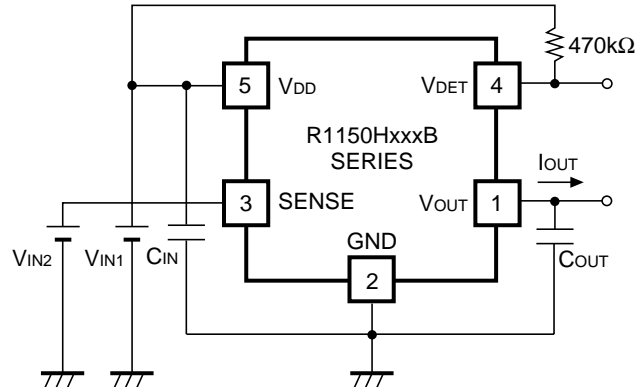 470kΩ
5 VDD
VDET 4
R1150HxxxB
SERIES
IOUT
3 SENSE
VOUT 1
GND
VIN2
VIN1
CIN
2
COUT